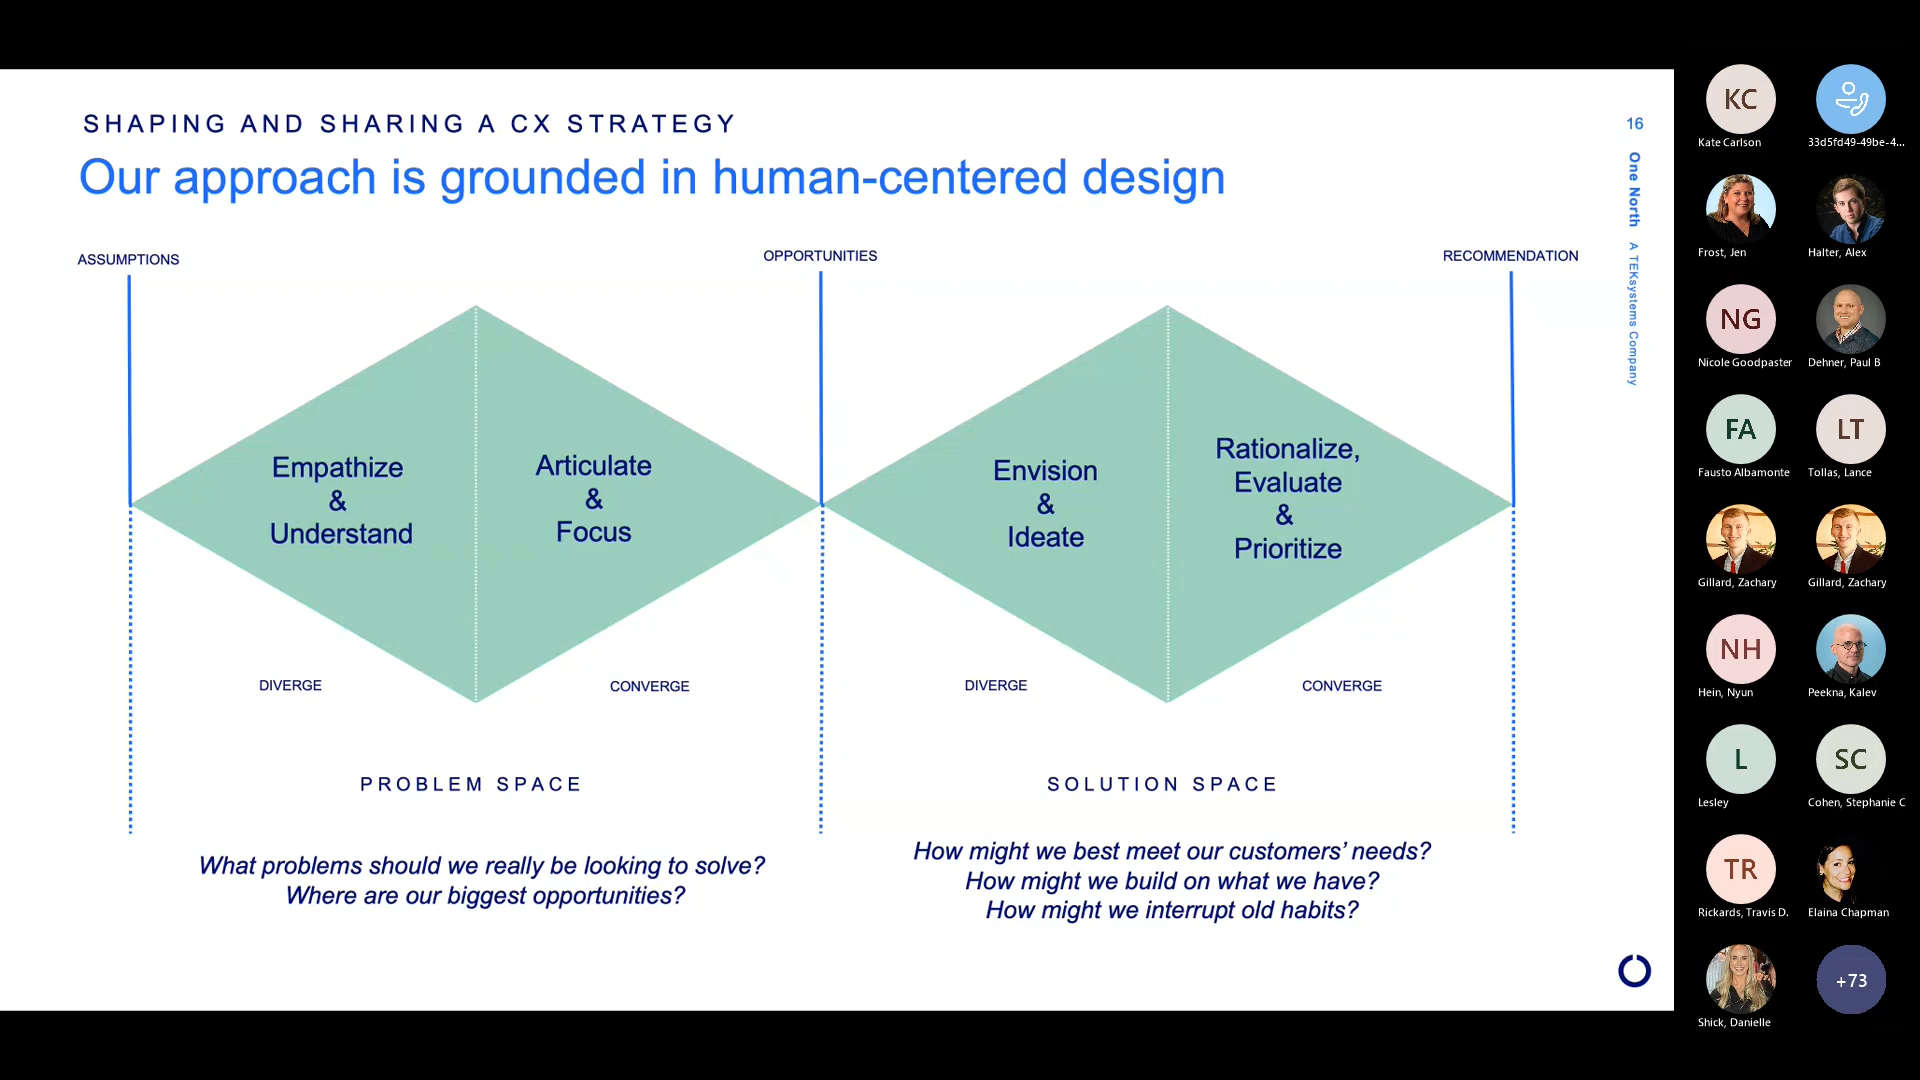 SHAPING AND SHARING A CX STRATEGY
Our approach is grounded in human-centered design
16
One North A TEKsystems Company
ASSUMPTIONS
OPPORTUNITIES
RECOMMENDATION
Empathize
&
Understand
Articulate
&
Focus
Envision
&
Ideate
Rationalize,
Evaluate
&
Prioritize
DIVERGE
CONVERGE
DIVERGE
CONVERGE
PROBLEM SPACE
SOLUTION SPACE
What problems should we really be looking to solve?
Where are our biggest opportunities?
How might we best meet our customers’ needs?
How might we build on what we have?
How might we interrupt old habits?
KC
Kate Carlson
33d5fd49-49be-4...
Frost, Jen
Halter, Alex
NG
Nicole Goodpaster
Dehner, Paul B
FA
Fausto Albamonte
LT
Tollas, Lance
Gillard, Zachary
Gillard, Zachary
NH
Hein, Nyun
Peekna, Kalev
L
Lesley
SC
Cohen, Stephanie C
TR
Rickards, Travis D.
Elaina Chapman
Shick, Danielle
+73